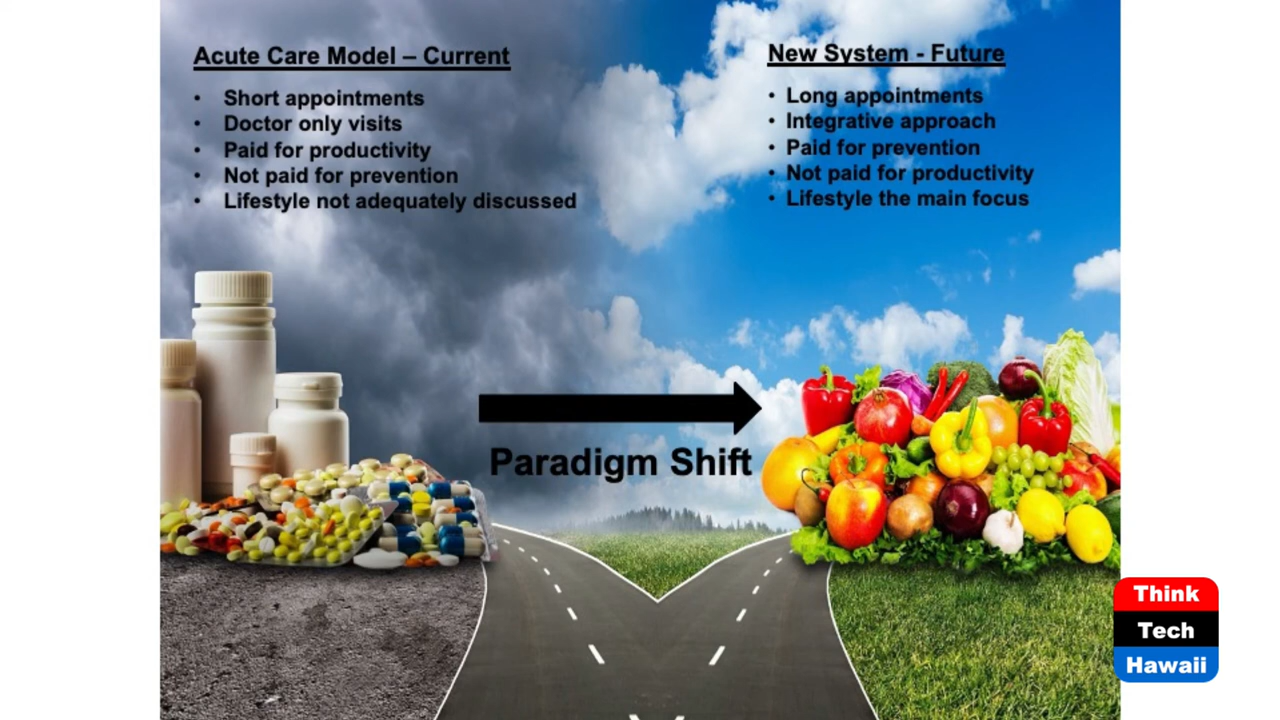 Acute Care Model – Current
• Short appointments
• Doctor only visits
• Paid for productivity
• Not paid for prevention
• Lifestyle not adequately discussed
New System - Future
• Long appointments
• Integrative approach
• Paid for prevention
• Not paid for productivity
• Lifestyle the main focus
Paradigm Shift
Think
Tech
Hawaii